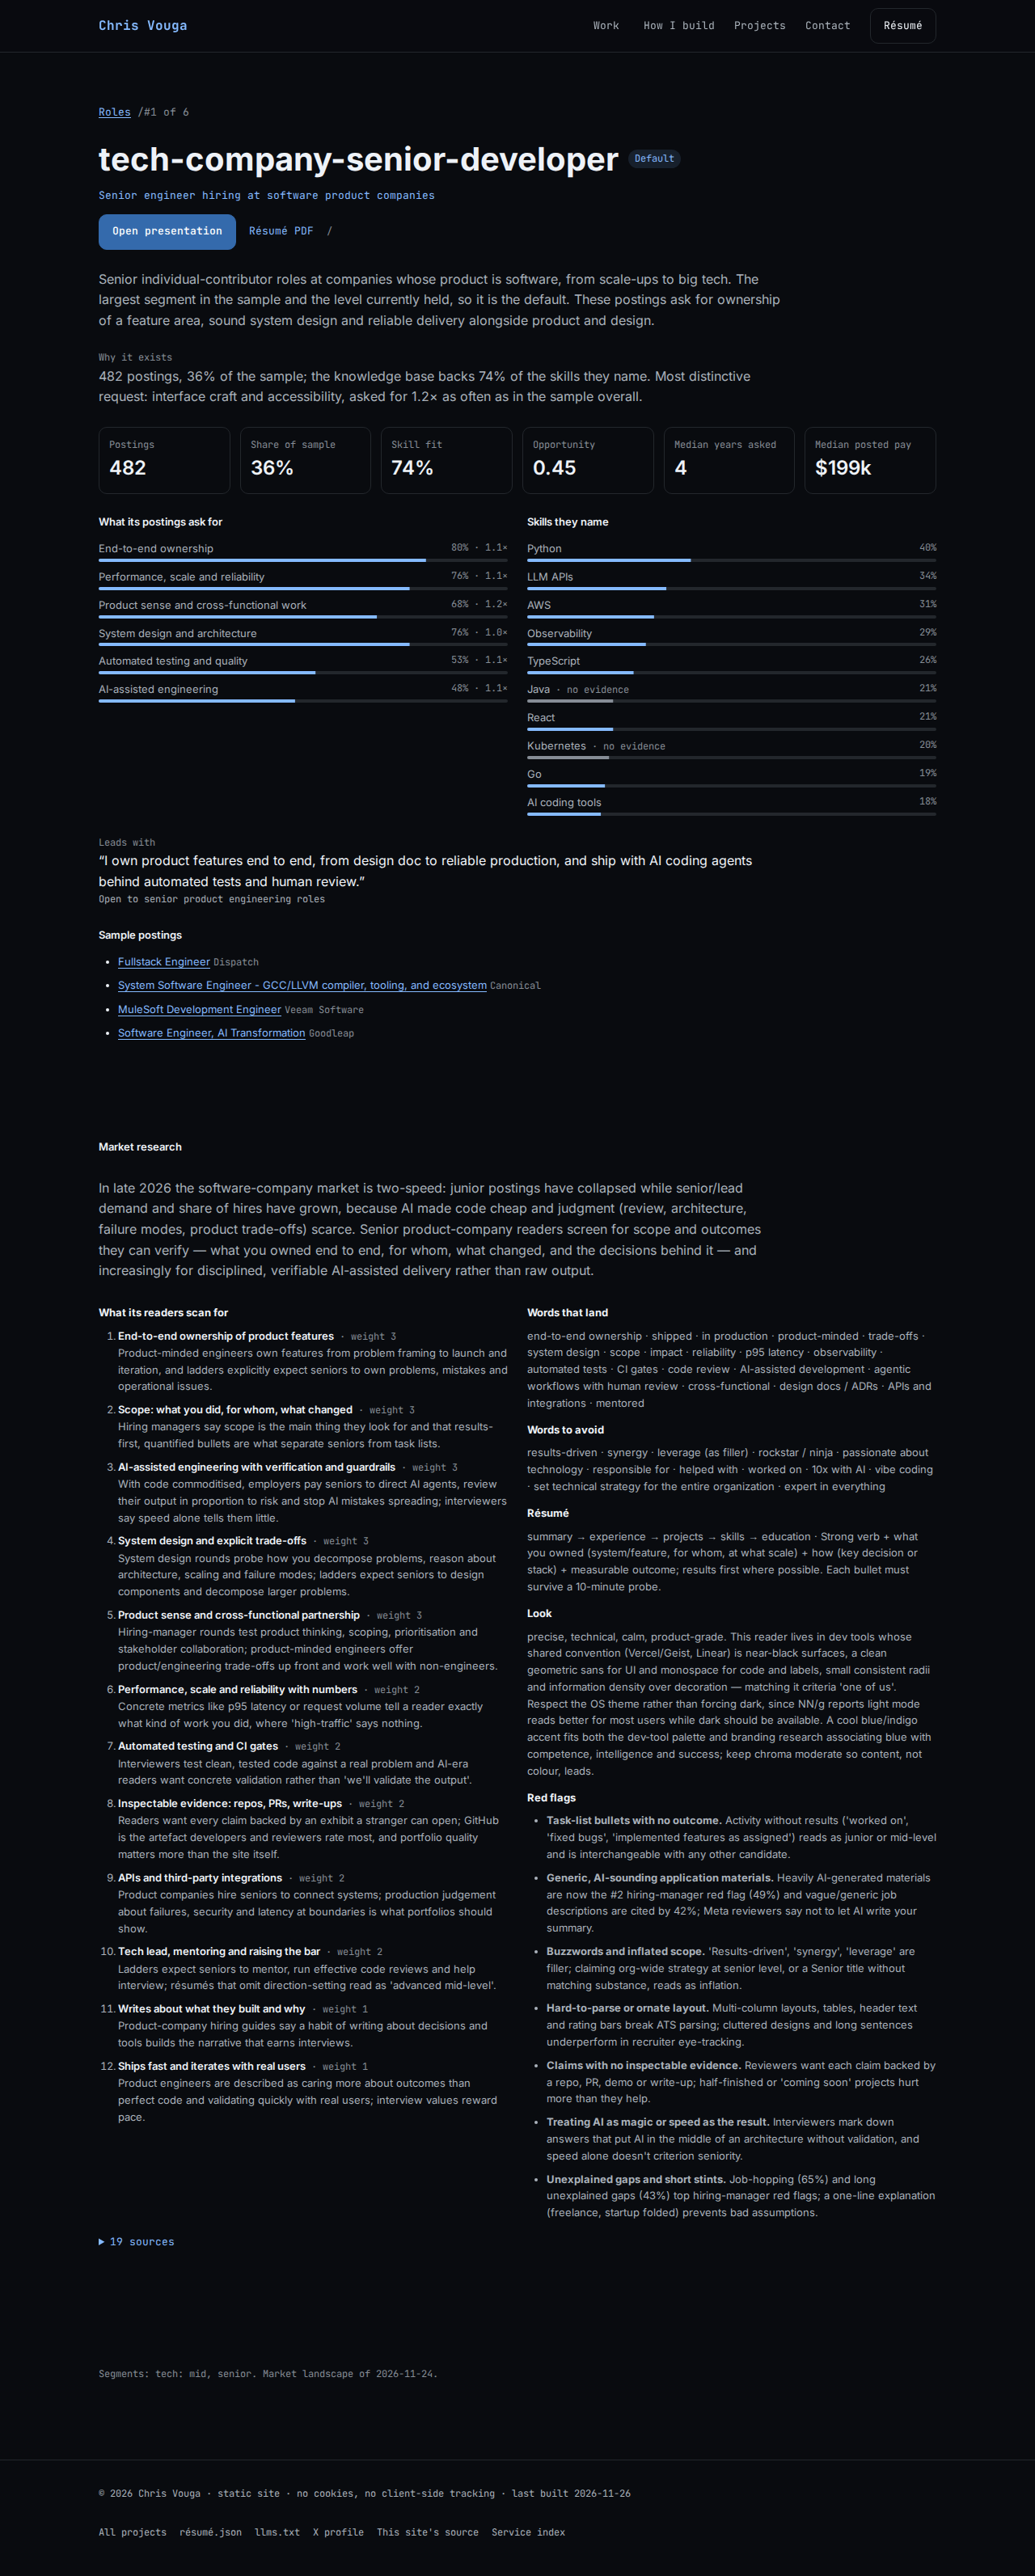 Chris Vouga
Work How I build Projects Contact Résumé
Roles /#1 of 6
tech-company-senior-developer Default
Senior engineer hiring at software product companies
Open presentation Résumé PDF /
Senior individual-contributor roles at companies whose product is software, from scale-ups to big tech. The
largest segment in the sample and the level currently held, so it is the default. These postings ask for ownership
of a feature area, sound system design and reliable delivery alongside product and design.
Why it exists
482 postings, 36% of the sample; the knowledge base backs 74% of the skills they name. Most distinctive
request: interface craft and accessibility, asked for 1.2× as often as in the sample overall.
Postings
482
Share of sample
36%
Skill fit
74%
Opportunity
0.45
Median years asked
4
Median posted pay
$199k
What its postings ask for
End-to-end ownership 80% · 1.1×
Performance, scale and reliability 76% · 1.1×
Product sense and cross-functional work 68% · 1.2×
System design and architecture 76% · 1.0×
Automated testing and quality 53% · 1.1×
AI-assisted engineering 48% · 1.1×
Skills they name
Python 40%
LLM APIs 34%
AWS 31%
Observability 29%
TypeScript 26%
Java · no evidence 21%
React 21%
Kubernetes · no evidence 20%
Go 19%
AI coding tools 18%
Leads with
“I own product features end to end, from design doc to reliable production, and ship with AI coding agents
behind automated tests and human review.”
Open to senior product engineering roles
Sample postings
• Fullstack Engineer Dispatch
• System Software Engineer - GCC/LLVM compiler, tooling, and ecosystem Canonical
• MuleSoft Development Engineer Veeam Software
• Software Engineer, AI Transformation Goodleap
Market research
In late 2026 the software-company market is two-speed: junior postings have collapsed while senior/lead
demand and share of hires have grown, because AI made code cheap and judgment (review, architecture,
failure modes, product trade-offs) scarce. Senior product-company readers screen for scope and outcomes
they can verify — what you owned end to end, for whom, what changed, and the decisions behind it — and
increasingly for disciplined, verifiable AI-assisted delivery rather than raw output.
What its readers scan for
1. End-to-end ownership of product features · weight 3
Product-minded engineers own features from problem framing to launch and
iteration, and ladders explicitly expect seniors to own problems, mistakes and
operational issues.
2. Scope: what you did, for whom, what changed · weight 3
Hiring managers say scope is the main thing they look for and that results-
first, quantified bullets are what separate seniors from task lists.
3. AI-assisted engineering with verification and guardrails · weight 3
With code commoditised, employers pay seniors to direct AI agents, review
their output in proportion to risk and stop AI mistakes spreading; interviewers
say speed alone tells them little.
4. System design and explicit trade-offs · weight 3
System design rounds probe how you decompose problems, reason about
architecture, scaling and failure modes; ladders expect seniors to design
components and decompose larger problems.
5. Product sense and cross-functional partnership · weight 3
Hiring-manager rounds test product thinking, scoping, prioritisation and
stakeholder collaboration; product-minded engineers offer
product/engineering trade-offs up front and work well with non-engineers.
6. Performance, scale and reliability with numbers · weight 2
Concrete metrics like p95 latency or request volume tell a reader exactly
what kind of work you did, where 'high-traffic' says nothing.
7. Automated testing and CI gates · weight 2
Interviewers test clean, tested code against a real problem and AI-era
readers want concrete validation rather than 'we'll validate the output'.
8. Inspectable evidence: repos, PRs, write-ups · weight 2
Readers want every claim backed by an exhibit a stranger can open; GitHub
is the artefact developers and reviewers rate most, and portfolio quality
matters more than the site itself.
9. APIs and third-party integrations · weight 2
Product companies hire seniors to connect systems; production judgement
about failures, security and latency at boundaries is what portfolios should
show.
10. Tech lead, mentoring and raising the bar · weight 2
Ladders expect seniors to mentor, run effective code reviews and help
interview; résumés that omit direction-setting read as 'advanced mid-level'.
11. Writes about what they built and why · weight 1
Product-company hiring guides say a habit of writing about decisions and
tools builds the narrative that earns interviews.
12. Ships fast and iterates with real users · weight 1
Product engineers are described as caring more about outcomes than
perfect code and validating quickly with real users; interview values reward
pace.
Words that land
end-to-end ownership · shipped · in production · product-minded · trade-offs ·
system design · scope · impact · reliability · p95 latency · observability ·
automated tests · CI gates · code review · AI-assisted development · agentic
workflows with human review · cross-functional · design docs / ADRs · APIs and
integrations · mentored
Words to avoid
results-driven · synergy · leverage (as filler) · rockstar / ninja · passionate about
technology · responsible for · helped with · worked on · 10x with AI · vibe coding
· set technical strategy for the entire organization · expert in everything
Résumé
summary → experience → projects → skills → education · Strong verb + what
you owned (system/feature, for whom, at what scale) + how (key decision or
stack) + measurable outcome; results first where possible. Each bullet must
survive a 10-minute probe.
Look
precise, technical, calm, product-grade. This reader lives in dev tools whose
shared convention (Vercel/Geist, Linear) is near-black surfaces, a clean
geometric sans for UI and monospace for code and labels, small consistent radii
and information density over decoration — matching it criteria 'one of us'.
Respect the OS theme rather than forcing dark, since NN/g reports light mode
reads better for most users while dark should be available. A cool blue/indigo
accent fits both the dev-tool palette and branding research associating blue with
competence, intelligence and success; keep chroma moderate so content, not
colour, leads.
Red flags
• Task-list bullets with no outcome. Activity without results ('worked on',
'fixed bugs', 'implemented features as assigned') reads as junior or mid-level
and is interchangeable with any other candidate.
• Generic, AI-sounding application materials. Heavily AI-generated materials
are now the #2 hiring-manager red flag (49%) and vague/generic job
descriptions are cited by 42%; Meta reviewers say not to let AI write your
summary.
• Buzzwords and inflated scope. 'Results-driven', 'synergy', 'leverage' are
filler; claiming org-wide strategy at senior level, or a Senior title without
matching substance, reads as inflation.
• Hard-to-parse or ornate layout. Multi-column layouts, tables, header text
and rating bars break ATS parsing; cluttered designs and long sentences
underperform in recruiter eye-tracking.
• Claims with no inspectable evidence. Reviewers want each claim backed by
a repo, PR, demo or write-up; half-finished or 'coming soon' projects hurt
more than they help.
• Treating AI as magic or speed as the result. Interviewers mark down
answers that put AI in the middle of an architecture without validation, and
speed alone doesn't criterion seniority.
• Unexplained gaps and short stints. Job-hopping (65%) and long
unexplained gaps (43%) top hiring-manager red flags; a one-line explanation
(freelance, startup folded) prevents bad assumptions.
▶ 19 sources
Segments: tech: mid, senior. Market landscape of 2026-11-24.
© 2026 Chris Vouga · static site · no cookies, no client-side tracking · last built 2026-11-26
All projects résumé.json llms.txt X profile This site's source Service index